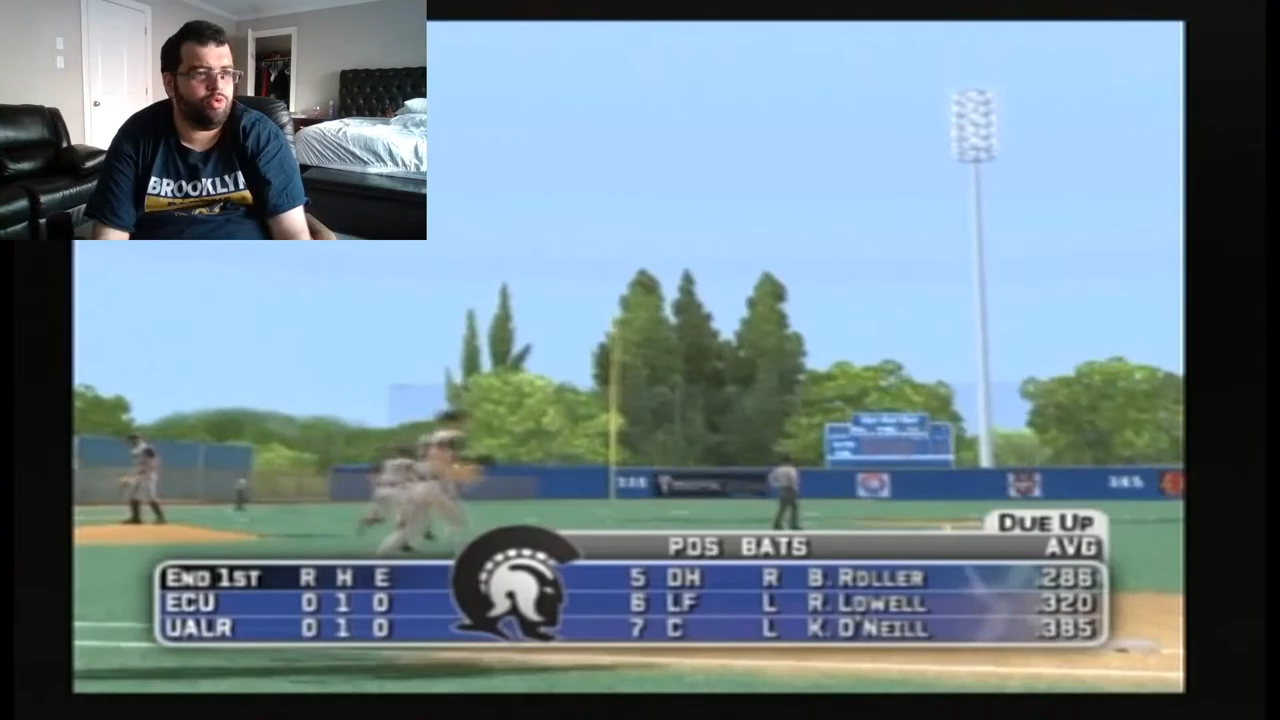 BROOKLYN
DUE UP
POS BATS AVG
END 1ST R H E
ECU 0 1 0
UALR 0 1 0
5 DH R B. ROLLER .286
6 LF L R. LOWELL .320
7 C L K. O'NEILL .385